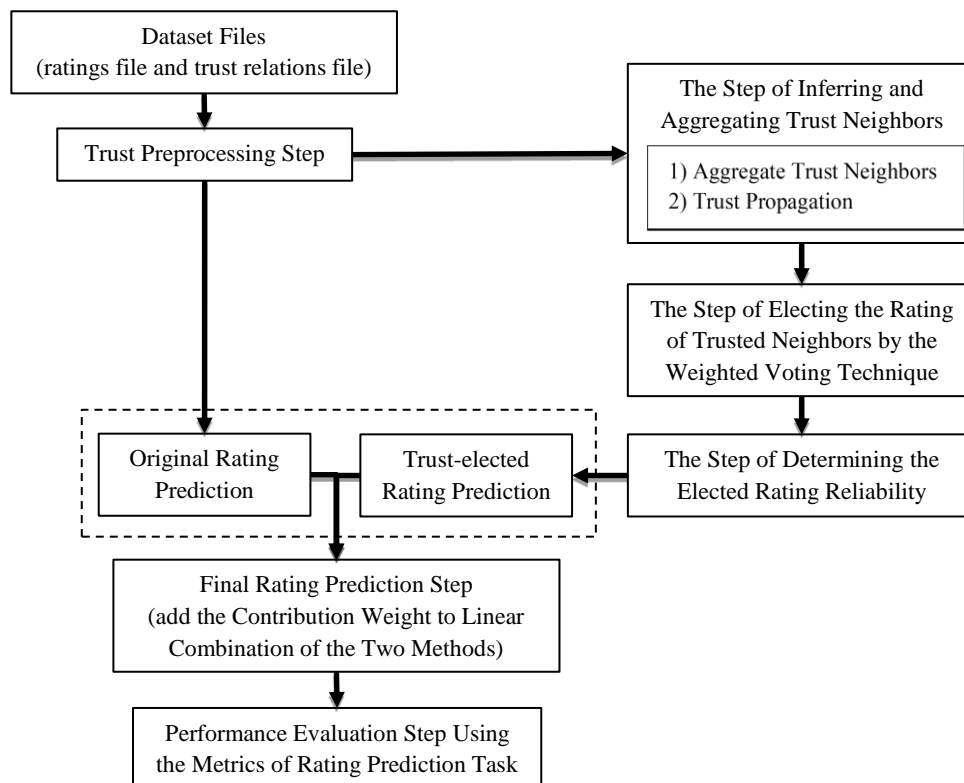 Dataset Files
(ratings file and trust relations file)
Trust Preprocessing Step
The Step of Inferring and
Aggregating Trust Neighbors
1) Aggregate Trust Neighbors
2) Trust Propagation
The Step of Electing the Rating
of Trusted Neighbors by the
Weighted Voting Technique
The Step of Determining the
Elected Rating Reliability
Trust-elected
Rating Prediction
Original Rating
Prediction
Final Rating Prediction Step
(add the Contribution Weight to Linear
Combination of the Two Methods)
Performance Evaluation Step Using
the Metrics of Rating Prediction Task